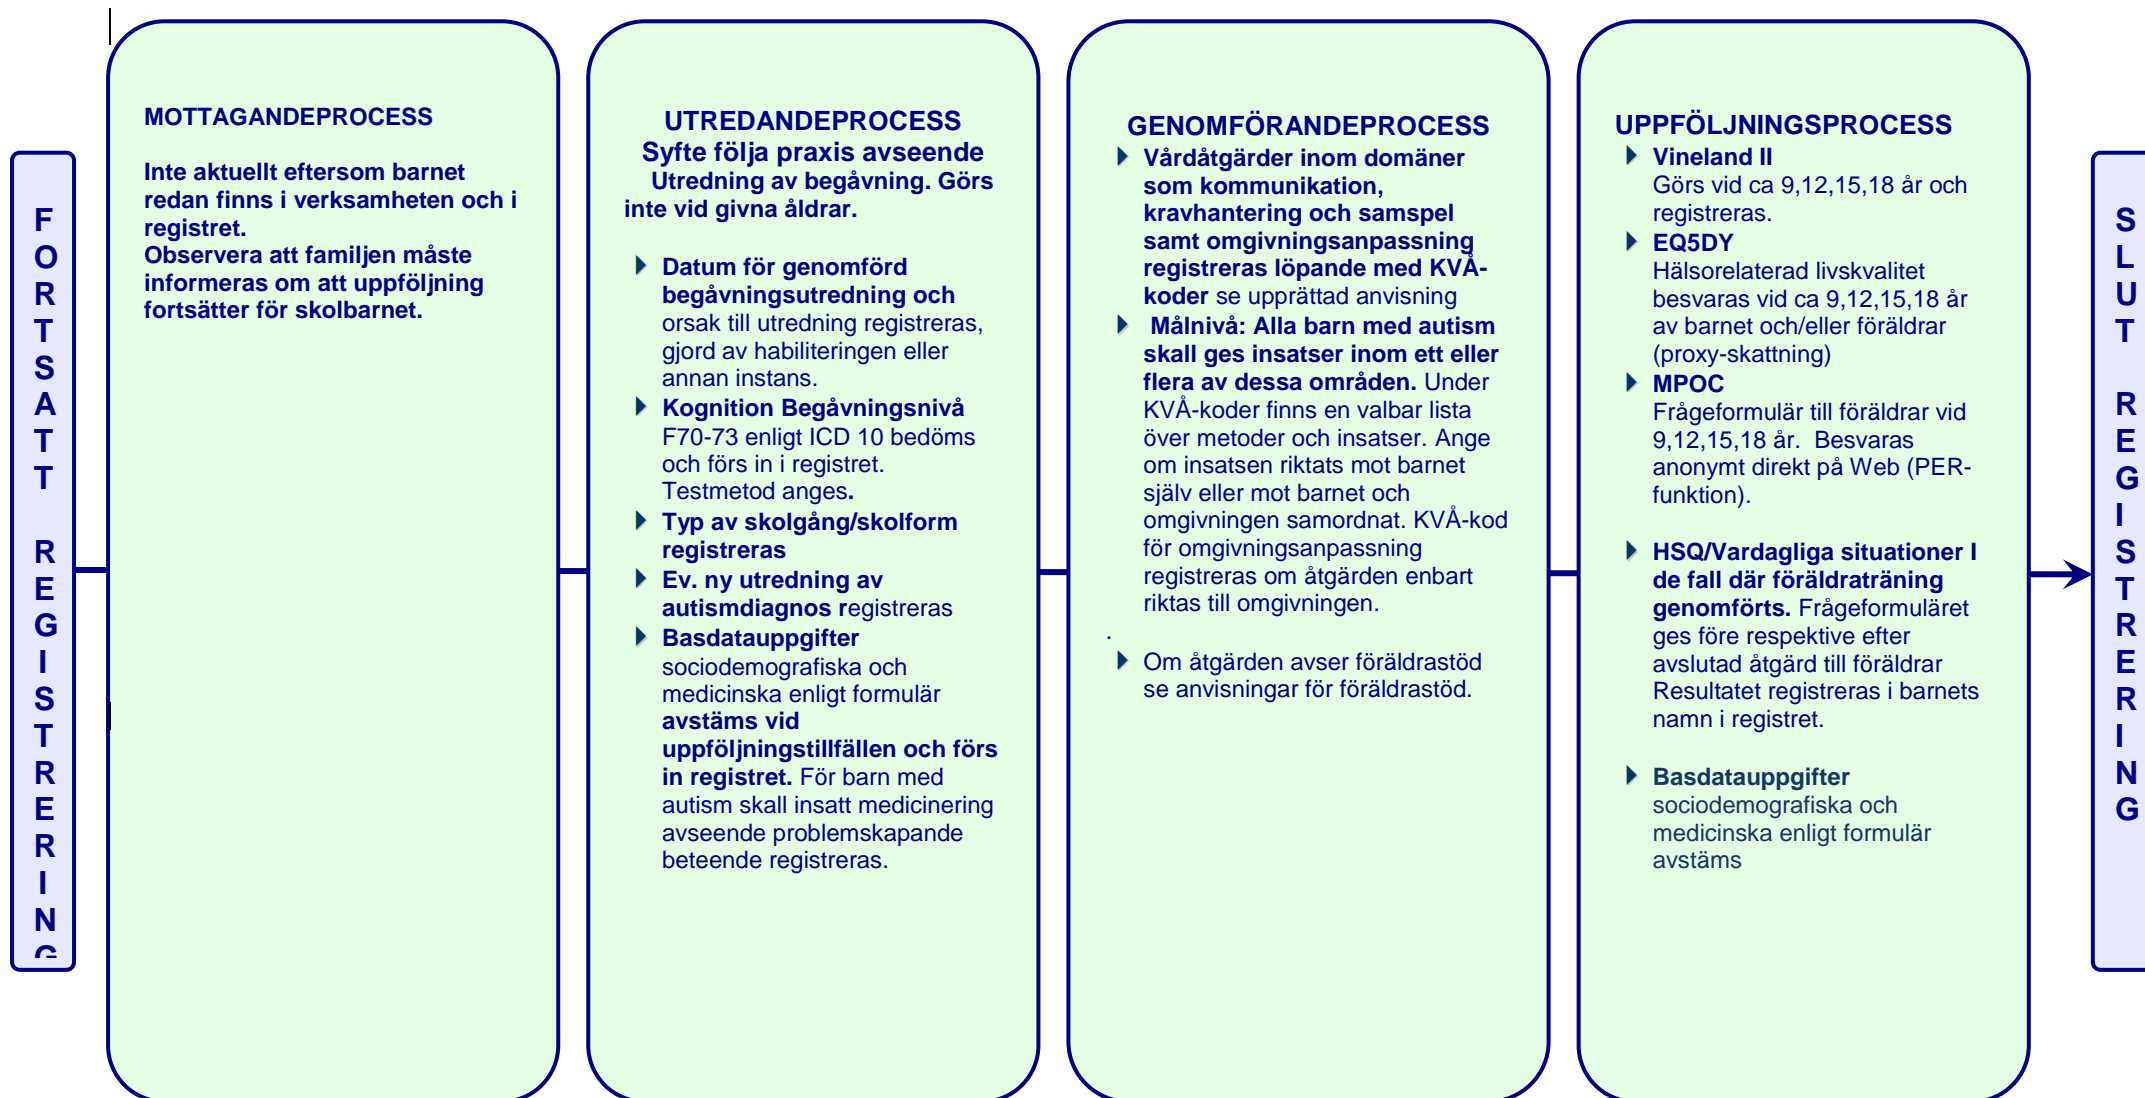 FORTSATT REGISTRERING
MOTTAGANDEPROCESS
Inte aktuellt eftersom barnet
redan finns i verksamheten och i
registret.
Observera att familjen måste
informeras om att uppföljning
fortsätter för skolbarnet.
UTREDANDEPROCESS
Syfte följa praxis avseende
Utredning av begåvning. Görs
inte vid givna åldrar.
Datum för genomförd
begåvningsutredning och
orsak till utredning registreras,
gjord av habiliteringen eller
annan instans.
Kognition Begåvningsnivå
F70-73 enligt ICD 10 bedöms
och förs in i registret.
Testmetod anges.
Typ av skolgång/skolform
registreras
Ev. ny utredning av
autismdiagnos registreras
Basdatauppgifter
sociodemografiska och
medicinska enligt formulär
avstäms vid
uppföljningstillfällen och förs
in registret. För barn med
autism skall insatt medicinering
avseende problemskapande
beteende registreras.
GENOMFÖRANDEPROCESS
Vårdåtgärder inom domäner
som kommunikation,
kravhantering och samspel
samt omgivningsanpassning
registreras löpande med KVÅ-
koder se upprättad anvisning
Målnivå: Alla barn med autism
skall ges insatser inom ett eller
flera av dessa områden. Under
KVÅ-koder finns en valbar lista
över metoder och insatser. Ange
om insatsen riktats mot barnet
själv eller mot barnet och
omgivningen samordnat. KVÅ-kod
för omgivningsanpassning
registreras om åtgärden enbart
riktas till omgivningen.
.
Om åtgärden avser föräldrastöd
se anvisningar för föräldrastöd.
UPPFÖLJNINGSPROCESS
Vineland II
Görs vid ca 9,12,15,18 år och
registreras.
EQ5DY
Hälsorelaterad livskvalitet
besvaras vid ca 9,12,15,18 år
av barnet och/eller föräldrar
(proxy-skattning)
MPOC
Frågeformulär till föräldrar vid
9,12,15,18 år. Besvaras
anonymt direkt på Web (PER-
funktion).
HSQ/Vardagliga situationer I
de fall där föräldraträning
genomförts. Frågeformuläret
ges före respektive efter
avslutad åtgärd till föräldrar
Resultatet registreras i barnets
namn i registret.
Basdatauppgifter
sociodemografiska och
medicinska enligt formulär
avstäms
SLUT REGISTRERING